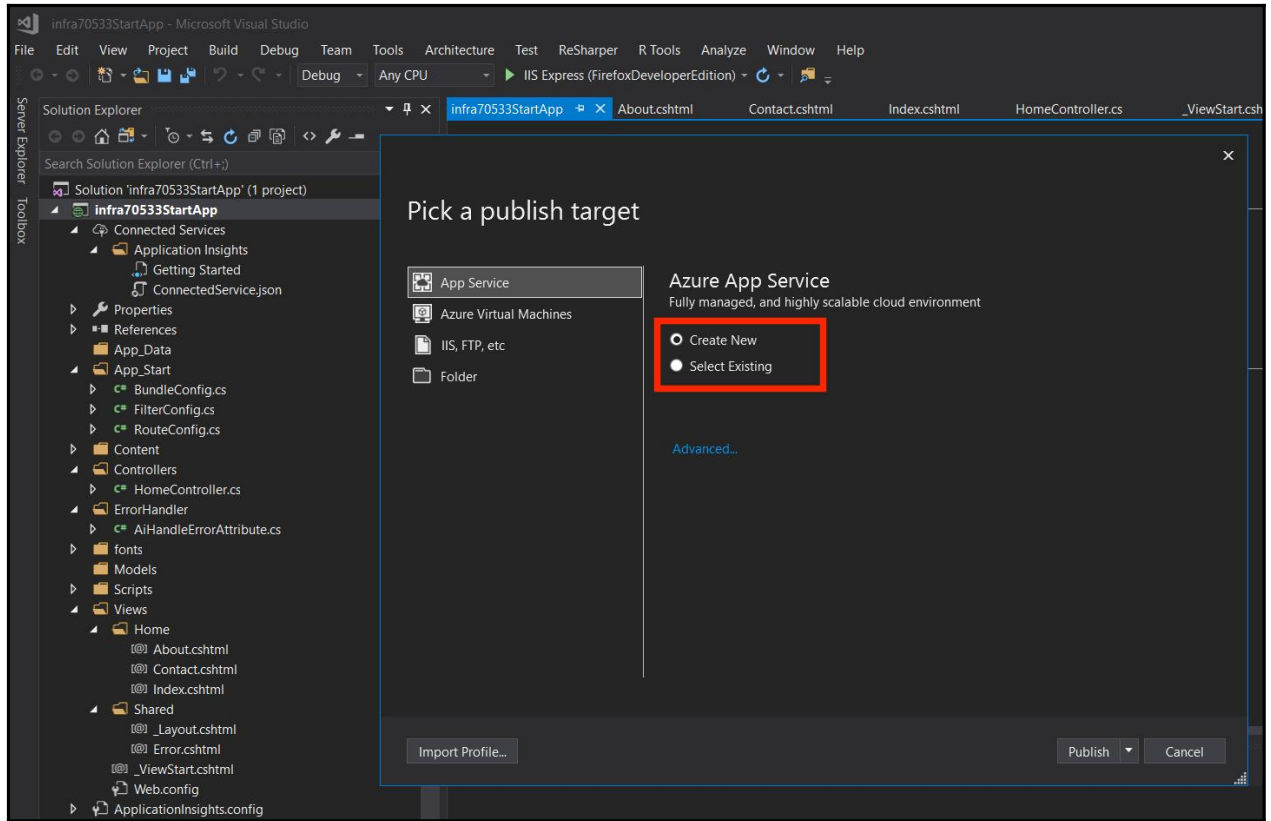 infra70533StartApp - Microsoft Visual Studio
File Edit View Project Build Debug Team Tools Architecture Test ReSharper R Tools Analyze Window Help
Debug Any CPU IIS Express (FirefoxDeveloperEdition)
Server Explorer
Toolbox
Solution Explorer
infra70533StartApp About.cshtml Contact.cshtml Index.cshtml HomeController.cs _ViewStart.csh
Search Solution Explorer (Ctrl+;)
Solution 'infra70533StartApp' (1 project)
infra70533StartApp
Connected Services
Application Insights
Getting Started
ConnectedService.json
Properties
References
App_Data
App_Start
C# BundleConfig.cs
C# FilterConfig.cs
C# RouteConfig.cs
Content
Controllers
C# HomeController.cs
ErrorHandler
C# AiHandleErrorAttribute.cs
fonts
Models
Scripts
Views
Home
[@] About.cshtml
[@] Contact.cshtml
[@] Index.cshtml
Shared
[@] _Layout.cshtml
[@] Error.cshtml
[@] _ViewStart.cshtml
Web.config
ApplicationInsights.config
Pick a publish target
App Service
Azure Virtual Machines
IIS, FTP, etc
Folder
Azure App Service
Fully managed, and highly scalable cloud environment
Create New
Select Existing
Advanced...
Import Profile...
Publish
Cancel